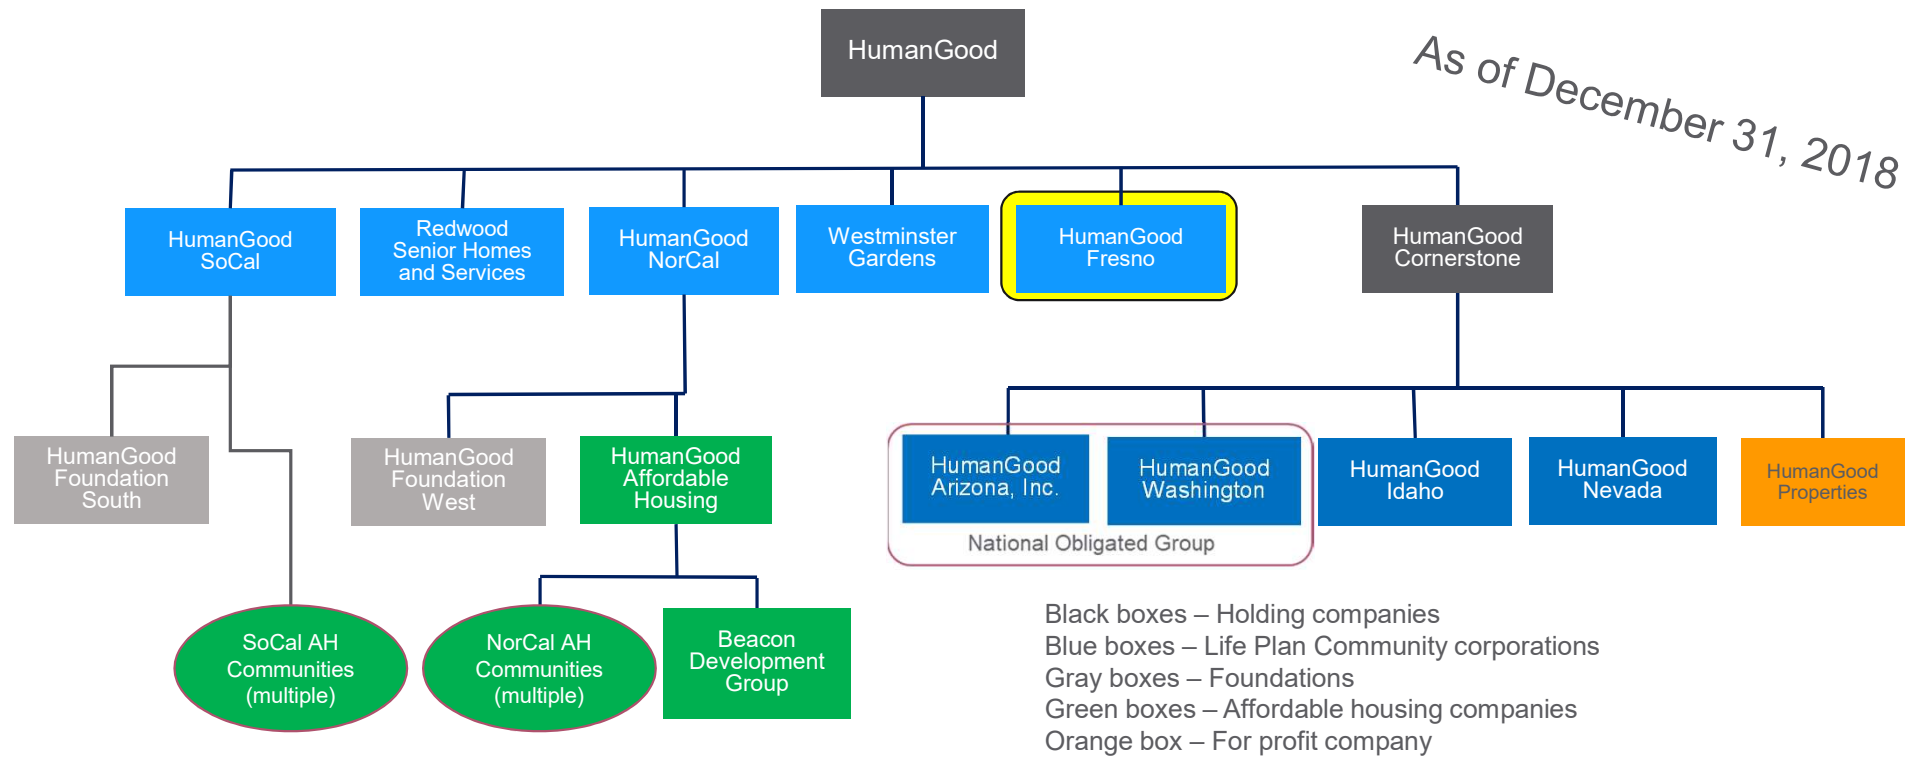 HumanGood
As of December 31, 2018
HumanGood
SoCal
Redwood
Senior Homes
and Services
HumanGood
NorCal
Westminster
Gardens
HumanGood
Fresno
HumanGood
Cornerstone
HumanGood
Foundation
South
HumanGood
Foundation
West
HumanGood
Affordable
Housing
HumanGood
Arizona, Inc.
HumanGood
Washington
National Obligated Group
HumanGood
Idaho
HumanGood
Nevada
HumanGood
Properties
SoCal AH
Communities
(multiple)
NorCal AH
Communities
(multiple)
Beacon
Development
Group
Black boxes – Holding companies
Blue boxes – Life Plan Community corporations
Gray boxes – Foundations
Green boxes – Affordable housing companies
Orange box – For profit company